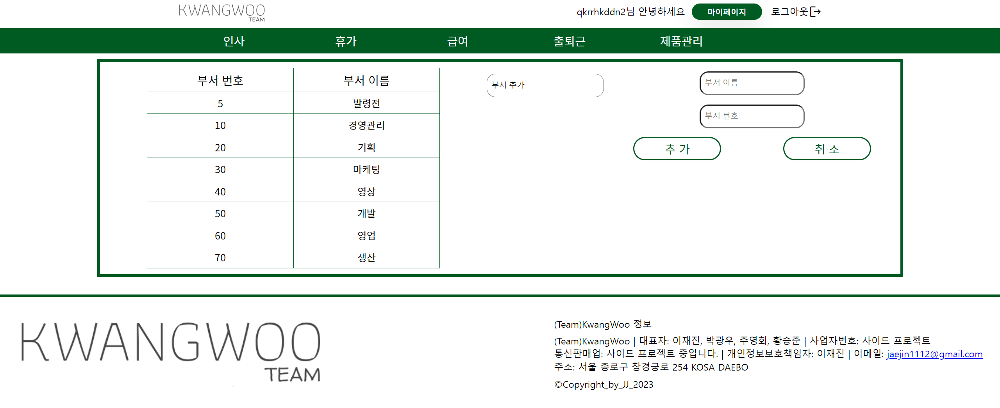 KWANGWOO
TEAM
qkrrhkddn2님 안녕하세요 마이페이지 로그아웃
인사 휴가 급여 출퇴근 제품관리
부서 번호 부서 이름
5 발령전
10 경영관리
20 기획
30 마케팅
40 영상
50 개발
60 영업
70 생산
부서 추가
부서 이름
부서 번호
추 가 취 소
KWANGWOO
TEAM
(Team)KwangWoo 정보
(Team)KwangWoo | 대표자: 이재진, 박광우, 주영회, 황승준 | 사업자번호: 사이드 프로젝트
통신판매업: 사이드 프로젝트 중입니다. | 개인정보보호책임자: 이재진 | 이메일: jaejin1112@gmail.com
주소: 서울 종로구 창경궁로 254 KOSA DAEBO
©Copyright_by_JJ_2023